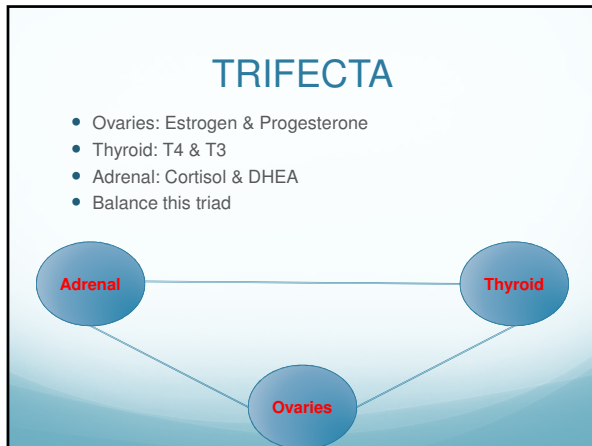 TRIFECTA
• Ovaries: Estrogen & Progesterone
• Thyroid: T4 & T3
• Adrenal: Cortisol & DHEA
• Balance this triad
Adrenal
Thyroid
Ovaries